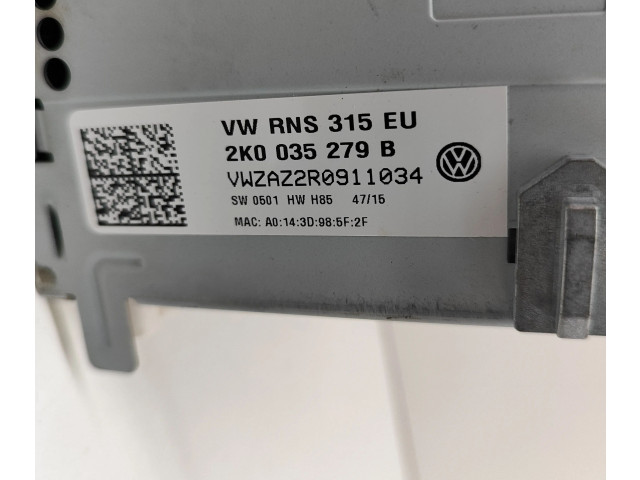 VW RNS 315 EU
2K0 035 279 B
VWZAZ2R0911034
SW 0501 HW H85 47/15
MAC: A0:14:3D:98:5F:2F